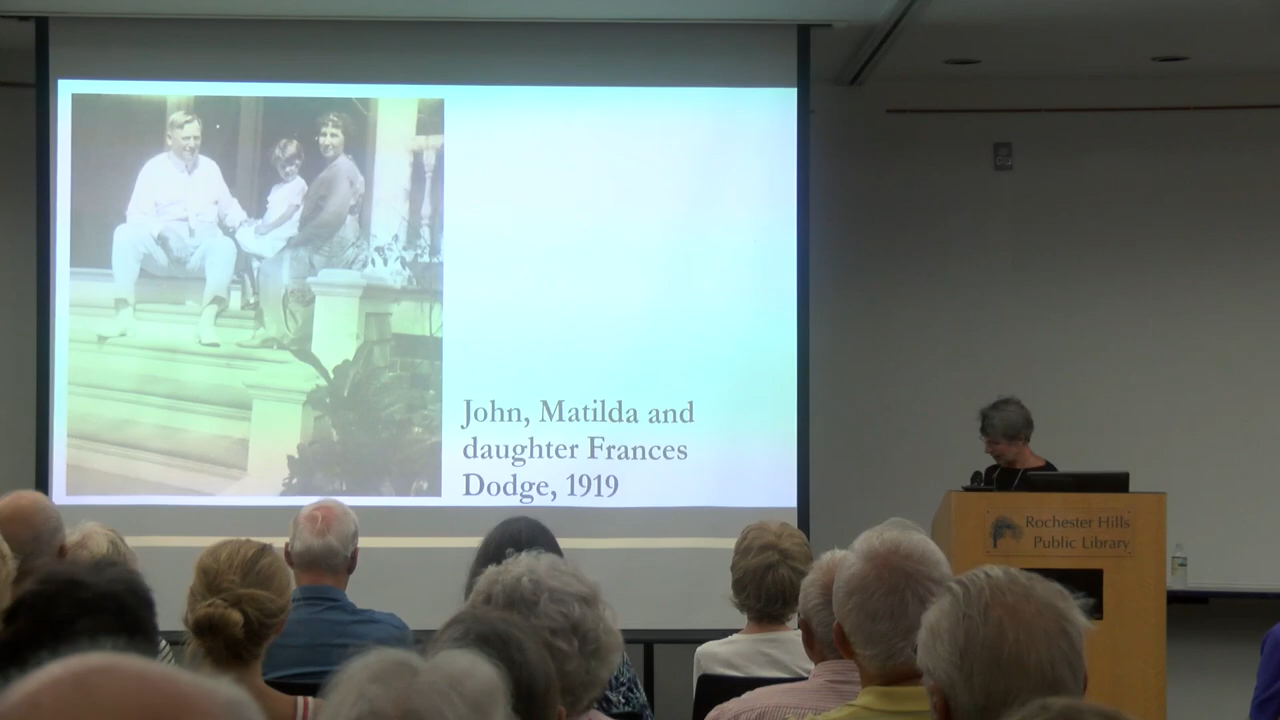 John, Matilda and
daughter Frances
Dodge, 1919
Rochester Hills
Public Library